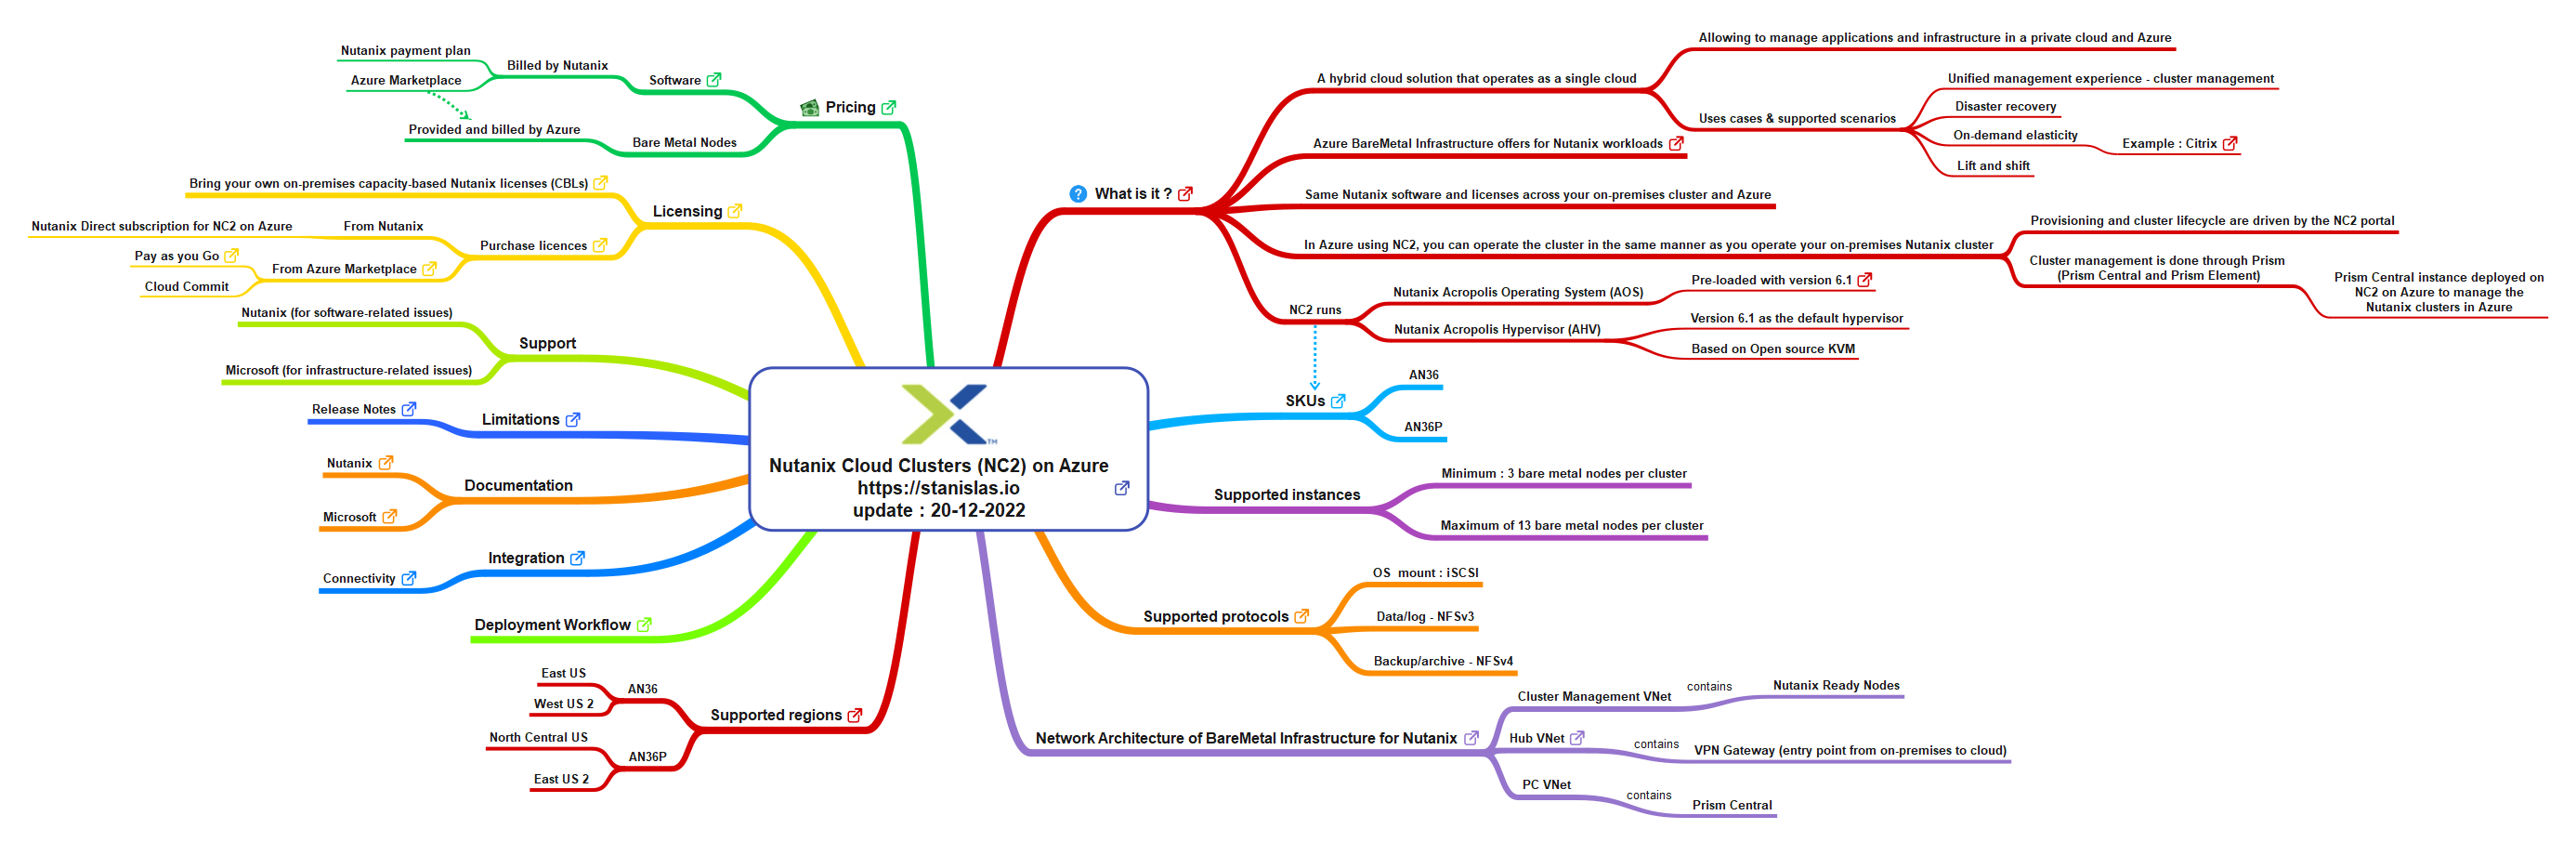 Nutanix Cloud Clusters (NC2) on Azure
https://stanislas.io
update : 20-12-2022
TM
What is it ?
A hybrid cloud solution that operates as a single cloud
Allowing to manage applications and infrastructure in a private cloud and Azure
Uses cases & supported scenarios
Unified management experience - cluster management
Disaster recovery
On-demand elasticity
Example : Citrix
Lift and shift
Azure BareMetal Infrastructure offers for Nutanix workloads
Same Nutanix software and licenses across your on-premises cluster and Azure
In Azure using NC2, you can operate the cluster in the same manner as you operate your on-premises Nutanix cluster
Provisioning and cluster lifecycle are driven by the NC2 portal
Cluster management is done through Prism
(Prism Central and Prism Element)
Prism Central instance deployed on
NC2 on Azure to manage the
Nutanix clusters in Azure
NC2 runs
Nutanix Acropolis Operating System (AOS)
Pre-loaded with version 6.1
Nutanix Acropolis Hypervisor (AHV)
Version 6.1 as the default hypervisor
Based on Open source KVM
SKUs
AN36
AN36P
Supported instances
Minimum : 3 bare metal nodes per cluster
Maximum of 13 bare metal nodes per cluster
Supported protocols
OS  mount : iSCSI
Data/log - NFSv3
Backup/archive - NFSv4
Network Architecture of BareMetal Infrastructure for Nutanix
Cluster Management VNet
contains
Nutanix Ready Nodes
Hub VNet
contains
VPN Gateway (entry point from on-premises to cloud)
PC VNet
contains
Prism Central
Pricing
Software
Billed by Nutanix
Nutanix payment plan
Azure Marketplace
Bare Metal Nodes
Provided and billed by Azure
Licensing
Bring your own on-premises capacity-based Nutanix licenses (CBLs)
Purchase licences
From Nutanix
Nutanix Direct subscription for NC2 on Azure
From Azure Marketplace
Pay as you Go
Cloud Commit
Support
Nutanix (for software-related issues)
Microsoft (for infrastructure-related issues)
Limitations
Release Notes
Documentation
Nutanix
Microsoft
Integration
Connectivity
Deployment Workflow
Supported regions
AN36
East US
West US 2
AN36P
North Central US
East US 2